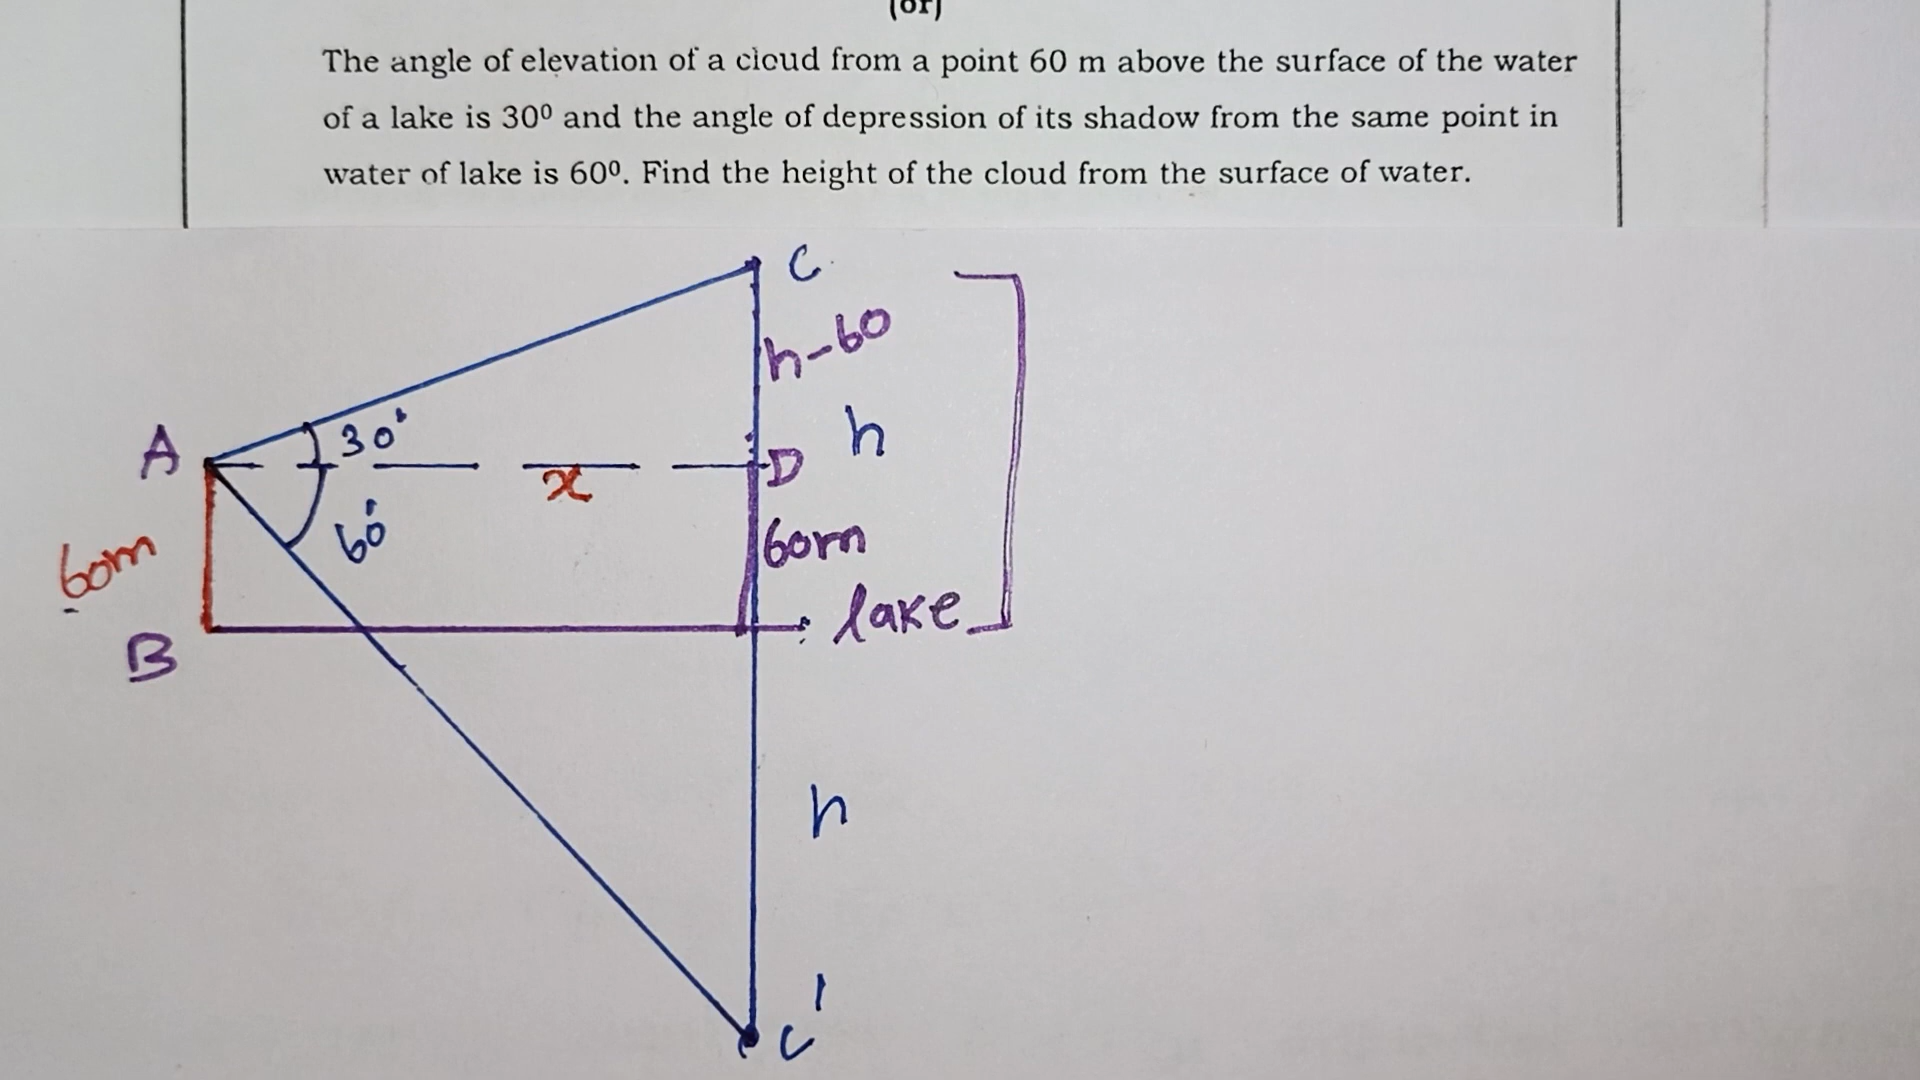 (or)
The angle of elevation of a cloud from a point 60 m above the surface of the water
of a lake is 30⁰ and the angle of depression of its shadow from the same point in
water of lake is 60⁰. Find the height of the cloud from the surface of water.
C
h-60
A
30°
h
D
x
60°
60m
60m
lake
B
h
C'